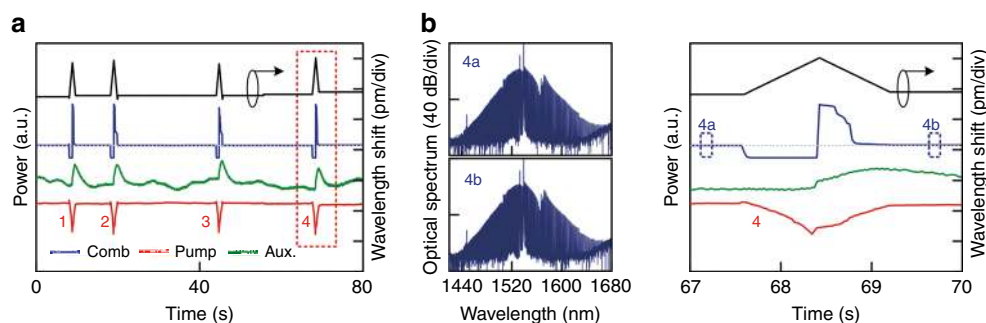 a
Power (a.u.)
1
2
3
4
Comb
Pump
Aux.
0
40
80
Time (s)
Wavelength shift (pm/div)
b
Optical spectrum (40 dB/div)
4a
4b
1440
1520
1600
1680
Wavelength (nm)
Power (a.u.)
4a
4b
4
67
68
69
70
Time (s)
Wavelength shift (pm/div)